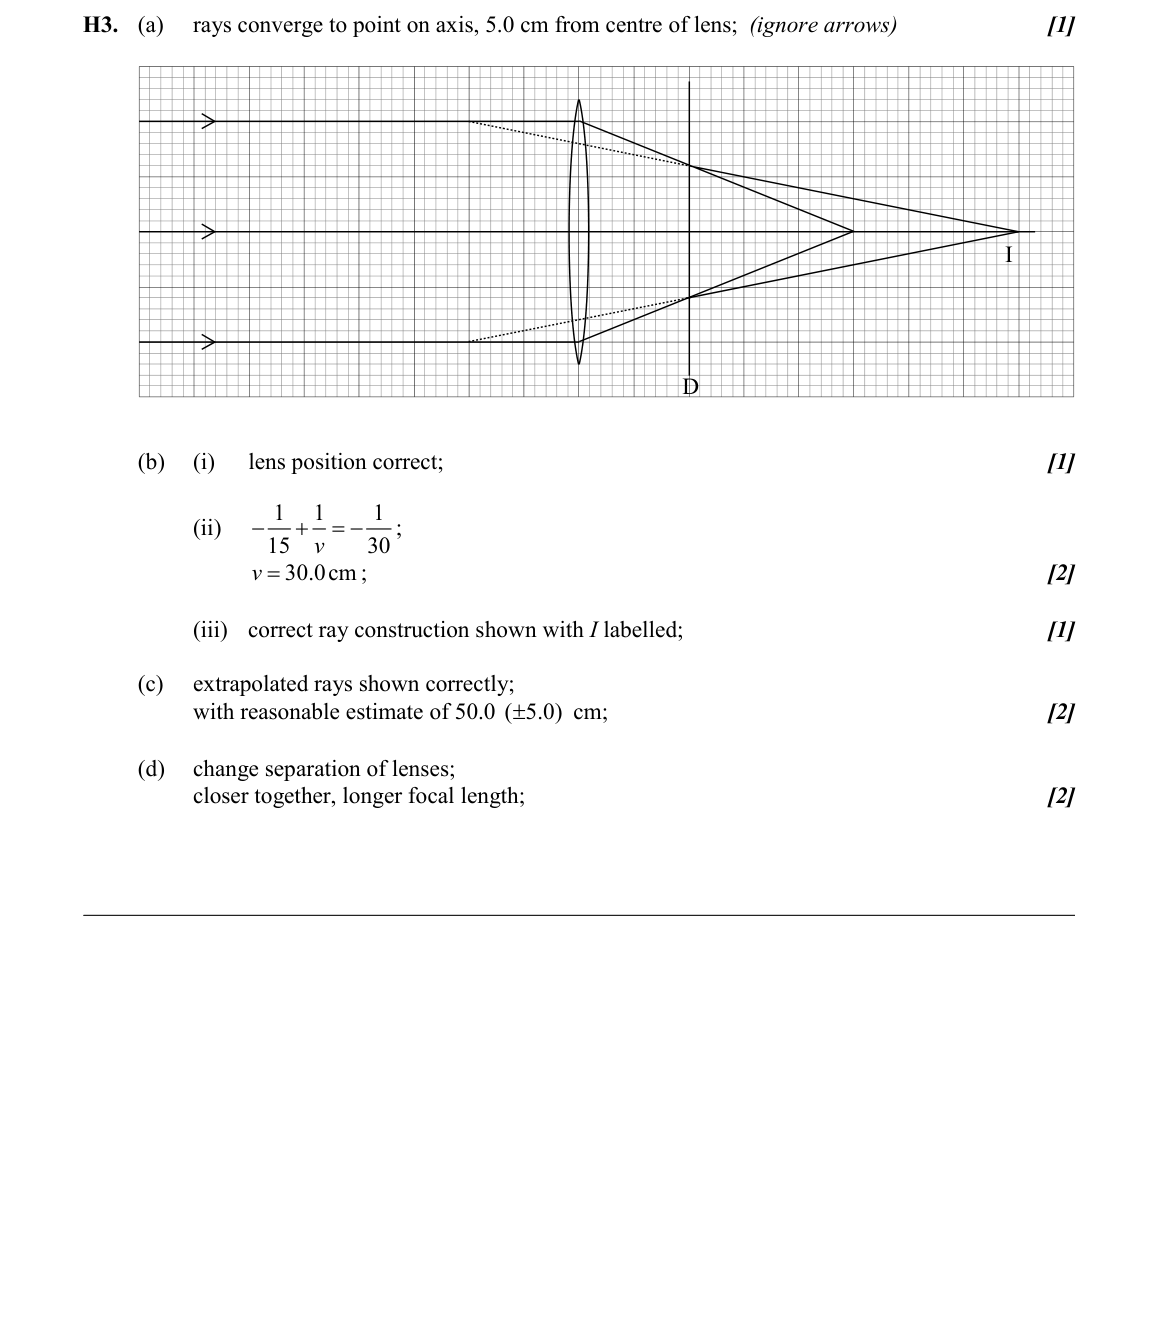 H3. (a) rays converge to point on axis, 5.0 cm from centre of lens; (ignore arrows) [1]
D
I
(b) (i) lens position correct; [1]
(ii) −1/15 + 1/v = −1/30 ;
v = 30.0 cm ; [2]
(iii) correct ray construction shown with I labelled; [1]
(c) extrapolated rays shown correctly;
with reasonable estimate of 50.0 (±5.0) cm; [2]
(d) change separation of lenses;
closer together, longer focal length; [2]